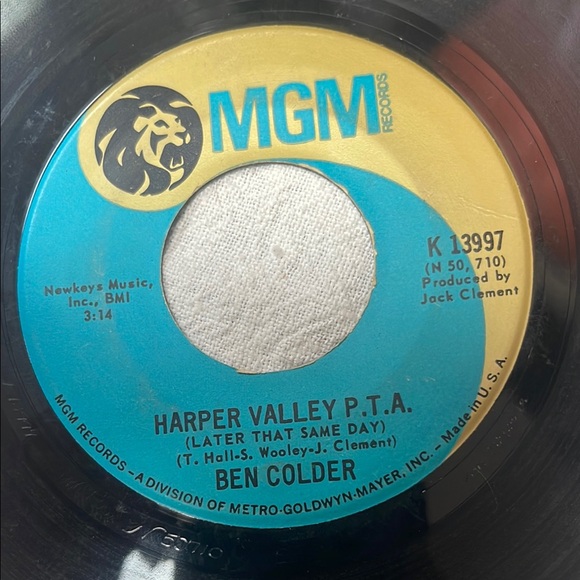 MGM
RECORDS
K 13997
(N 50, 710)
Produced by
Jack Clement
Newkeys Music,
Inc., BMI
3:14
HARPER VALLEY P.T.A.
(LATER THAT SAME DAY)
(T. Hall-S. Wooley-J. Clement)
BEN COLDER
MGM RECORDS – A DIVISION OF METRO-GOLDWYN-MAYER, INC. – Made in U. S. A.